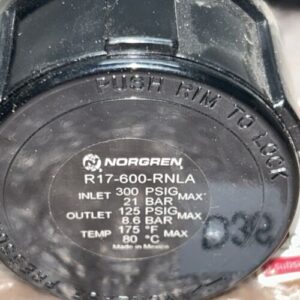 PUSH RIM TO LOCK
NORGREN
R17-600-RNLA
INLET 300 PSIG MAX
21 BAR
OUTLET 125 PSIG MAX
8.6 BAR
TEMP 175 °F MAX
80 °C
Made in Mexico